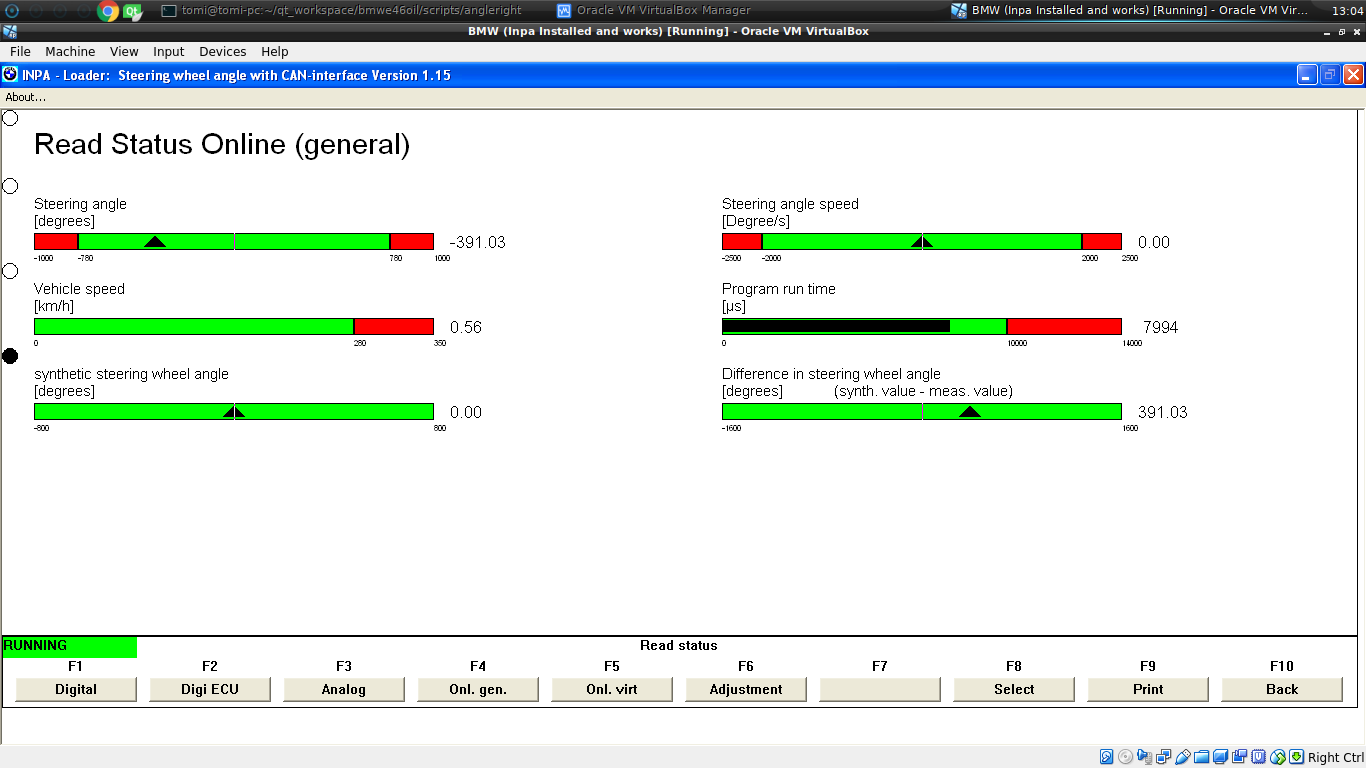 tomi@tomi-pc:~/qt_workspace/bmwe46oil/scripts/angleright
Oracle VM VirtualBox Manager
BMW (Inpa Installed and works) [Running] - Oracle VM Vir...
13:04
BMW (Inpa Installed and works) [Running] - Oracle VM VirtualBox
File Machine View Input Devices Help
INPA - Loader: Steering wheel angle with CAN-interface Version 1.15
About...
Read Status Online (general)
Steering angle
[degrees]
-391.03
-1000 -780 780 1000
Steering angle speed
[Degree/s]
0.00
-2500 -2000 2000 2500
Vehicle speed
[km/h]
0.56
0 280 350
Program run time
[µs]
7994
0 10000 14000
synthetic steering wheel angle
[degrees]
0.00
-800 800
Difference in steering wheel angle
[degrees] (synth. value - meas. value)
391.03
-1600 1600
RUNNING
Read status
F1 F2 F3 F4 F5 F6 F7 F8 F9 F10
Digital Digi ECU Analog Onl. gen. Onl. virt Adjustment Select Print Back
Right Ctrl